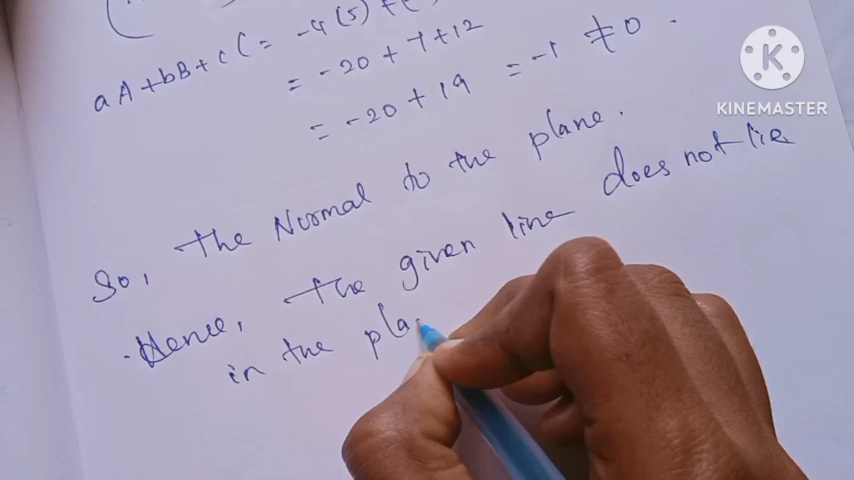 aA+bB+cC = -4(5)+
= -20+7+12
= -20+19 = -1 ≠0.
So, the Normal to the plane.
Hence, the given line does not lie
in the pla
KINEMASTER